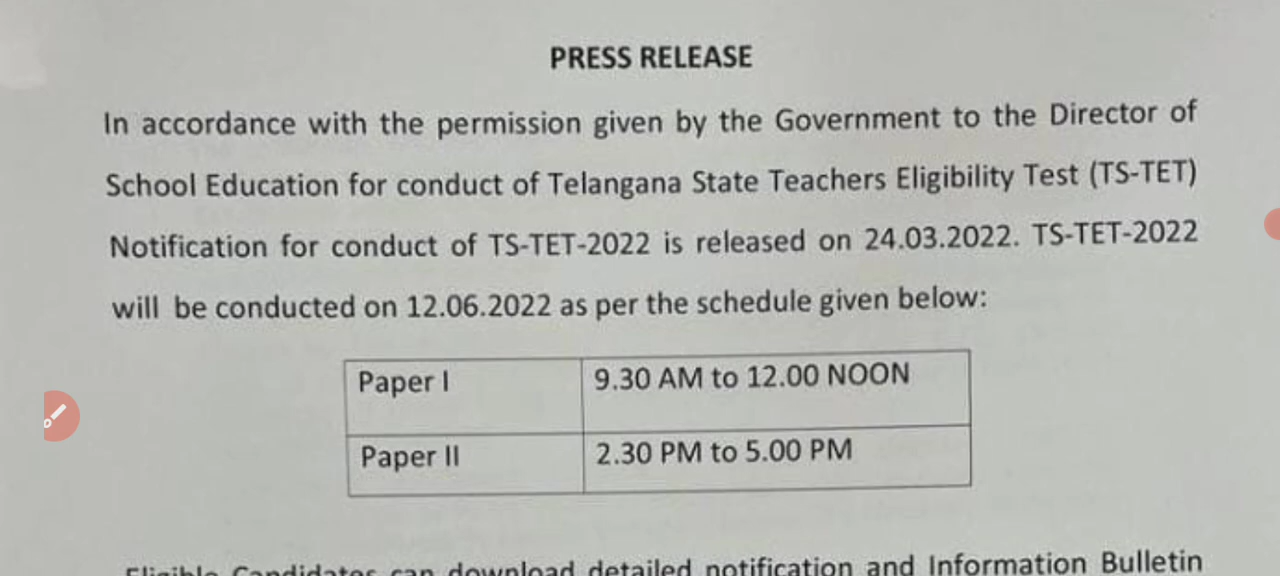 PRESS RELEASE
In accordance with the permission given by the Government to the Director of
School Education for conduct of Telangana State Teachers Eligibility Test (TS-TET)
Notification for conduct of TS-TET-2022 is released on 24.03.2022. TS-TET-2022
will be conducted on 12.06.2022 as per the schedule given below:
Paper I 9.30 AM to 12.00 NOON
Paper II 2.30 PM to 5.00 PM
Eligible Candidates can download detailed notification and Information Bulletin